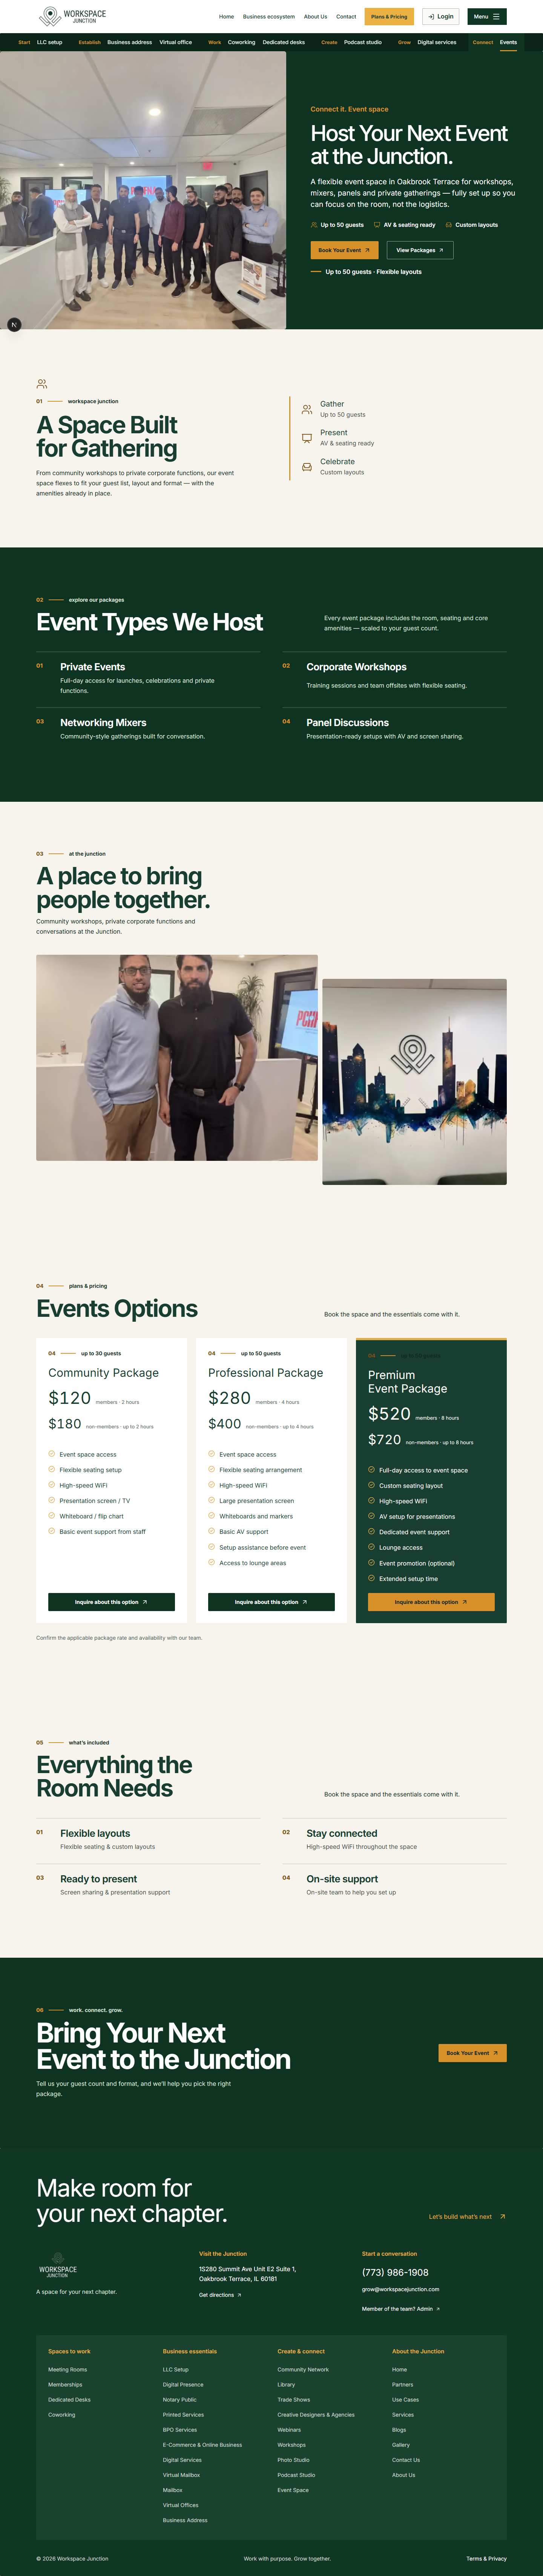 WORKSPACE
JUNCTION
Home Business ecosystem About Us Contact Plans & Pricing Login Menu
Start LLC setup Establish Business address Virtual office Work Coworking Dedicated desks Create Podcast studio Grow Digital services Connect Events
Connect it. Event space
Host Your Next Event
at the Junction.
A flexible event space in Oakbrook Terrace for workshops,
mixers, panels and private gatherings — fully set up so you
can focus on the room, not the logistics.
Up to 50 guests AV & seating ready Custom layouts
Book Your Event View Packages
Up to 50 guests · Flexible layouts
N
01 workspace junction
A Space Built
for Gathering
From community workshops to private corporate functions, our event
space flexes to fit your guest list, layout and format — with the
amenities already in place.
Gather
Up to 50 guests
Present
AV & seating ready
Celebrate
Custom layouts
02 explore our packages
Event Types We Host
Every event package includes the room, seating and core
amenities — scaled to your guest count.
01 Private Events
Full-day access for launches, celebrations and private
functions.
02 Corporate Workshops
Training sessions and team offsites with flexible seating.
03 Networking Mixers
Community-style gatherings built for conversation.
04 Panel Discussions
Presentation-ready setups with AV and screen sharing.
03 at the junction
A place to bring
people together.
Community workshops, private corporate functions and
conversations at the Junction.
04 plans & pricing
Events Options
Book your space and the essentials come with it.
04 up to 30 guests
Community Package
$120 members · 2 hours
$180 non-members · up to 2 hours
Event space access
Flexible seating setup
High-speed WiFi
Presentation screen / TV
Whiteboard / flip chart
Basic event support from staff
Inquire about this option
04 up to 50 guests
Professional Package
$280 members · 4 hours
$400 non-members · up to 4 hours
Event space access
Flexible seating arrangement
High-speed WiFi
Large presentation screen
Whiteboards and markers
Basic AV support
Setup assistance before event
Access to lounge areas
Inquire about this option
04
Premium
Event Package
$520 members · 8 hours
$720 non-members · up to 8 hours
Full-day access to event space
Custom seating layout
High-speed WiFi
AV setup for presentations
Dedicated event support
Lounge access
Event promotion (optional)
Extended setup time
Inquire about this option
Confirm the applicable package rate and availability with our team.
05 what's included
Everything the
Room Needs
Book your space and the essentials come with it.
01 Flexible layouts
Flexible seating & custom layouts
02 Stay connected
High-speed WiFi throughout the space
03 Ready to present
Screen sharing & presentation support
04 On-site support
On-site team to help you set up
06 work. connect. grow.
Bring Your Next
Event to the Junction
Tell us your guest count and format, and we'll help you pick the right
package.
Book Your Event
Make room for
your next chapter.
Let's build what's next
WORKSPACE
JUNCTION
A space for your next chapter.
Visit the Junction
1S280 Summit Ave Unit E2 Suite 1,
Oakbrook Terrace, IL 60181
Get directions
Start a conversation
(773) 986-1908
grow@workspacejunction.com
Member of the team? Admin
Spaces to work
Meeting Rooms
Memberships
Dedicated Desks
Coworking
Business essentials
LLC Setup
Digital Presence
Notary Public
Printed Services
BPO Services
E-Commerce & Online Business
Digital Services
Virtual Mailbox
Mailbox
Virtual Offices
Business Address
Create & connect
Community Network
Library
Trade Shows
Creative Designers & Agencies
Webinars
Workshops
Photo Studio
Podcast Studio
Event Space
About the Junction
Home
Partners
Use Cases
Services
Blogs
Gallery
Contact Us
About Us
© 2026 Workspace Junction Work with purpose. Grow together. Terms & Privacy